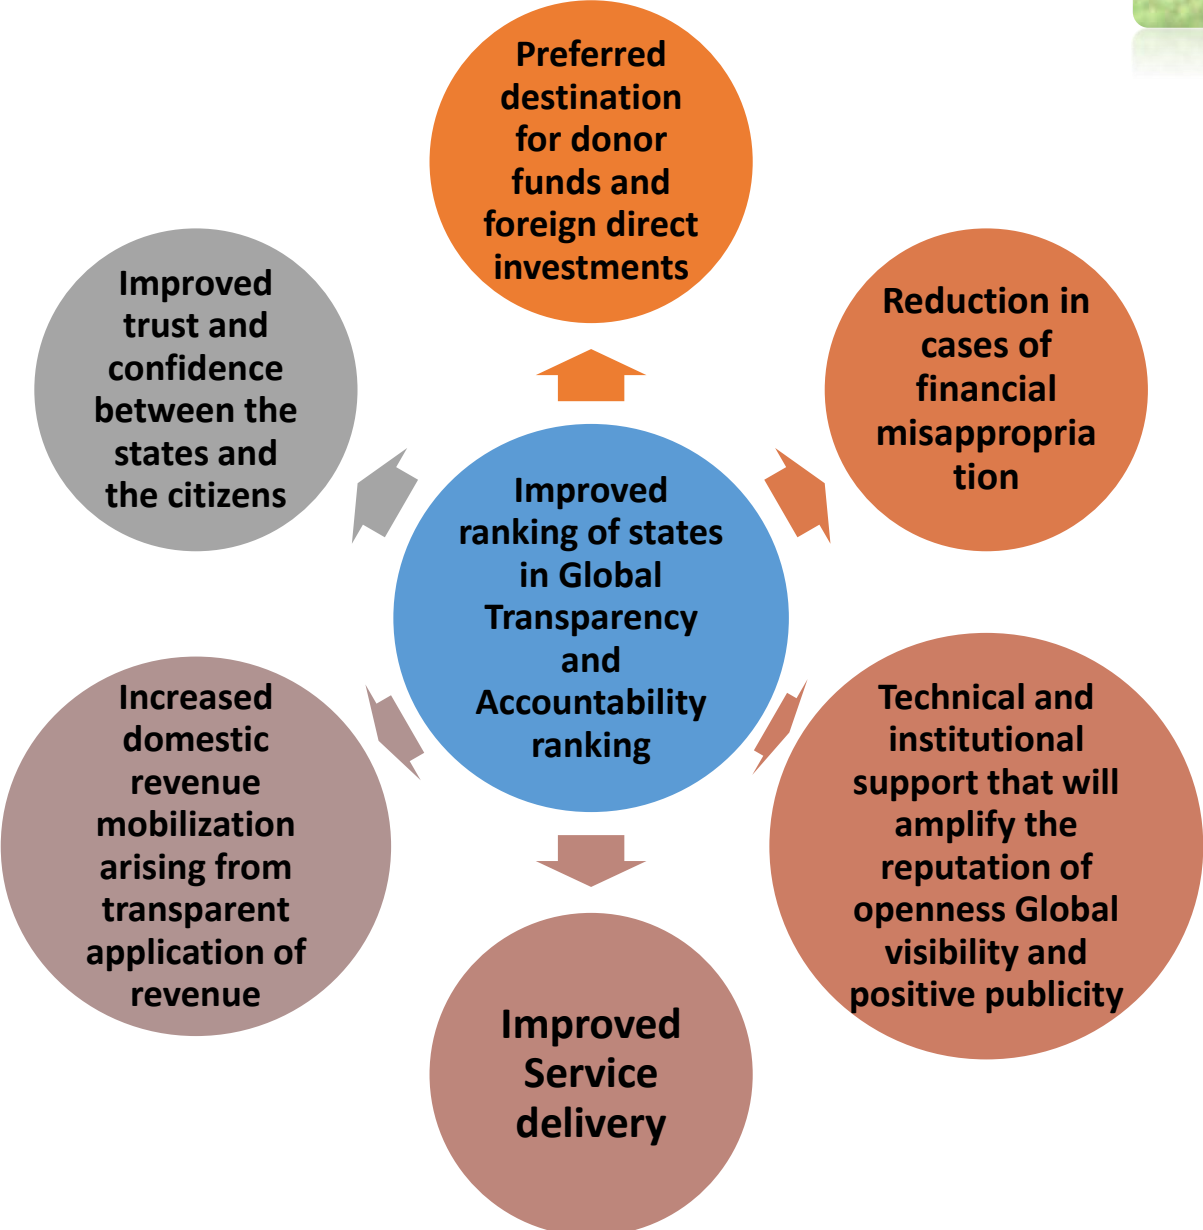 Preferred
destination
for donor
funds and
foreign direct
investments
Reduction in
cases of
financial
misappropria
tion
Technical and
institutional
support that will
amplify the
reputation of
openness Global
visibility and
positive publicity
Improved
Service
delivery
Increased
domestic
revenue
mobilization
arising from
transparent
application of
revenue
Improved
trust and
confidence
between the
states and
the citizens
Improved
ranking of states
in Global
Transparency
and
Accountability
ranking